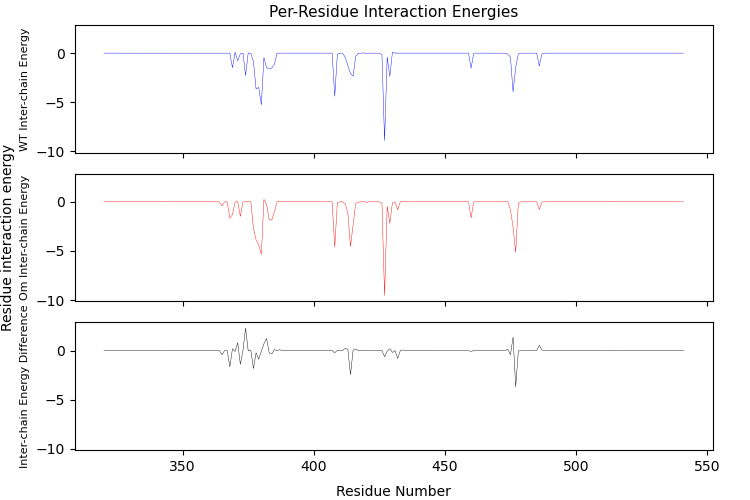 Per-Residue Interaction Energies
Residue interaction energy
WT Inter-chain Energy
0
−5
−10
Om Inter-chain Energy
0
−5
−10
Inter-chain Energy Difference
0
−5
−10
350
400
450
500
550
Residue Number